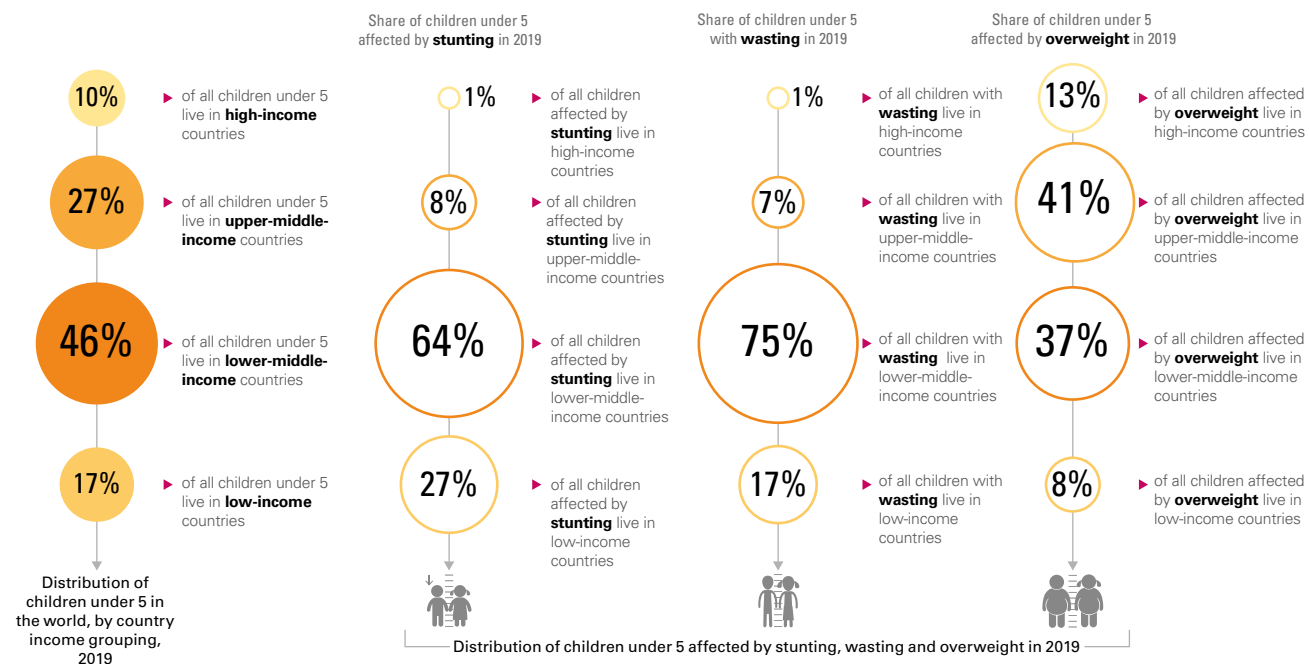 Share of children under 5
affected by stunting in 2019
Share of children under 5
with wasting in 2019
Share of children under 5
affected by overweight in 2019
10%
of all children under 5
live in high-income
countries
27%
of all children under 5
live in upper-middle-
income countries
46%
of all children under 5
live in lower-middle-
income countries
17%
of all children under 5
live in low-income
countries
Distribution of
children under 5 in
the world, by country
income grouping,
2019
1%
of all children
affected by
stunting live in
high-income
countries
8%
of all children
affected by
stunting live in
upper-middle-
income countries
64%
of all children
affected by
stunting live in
lower-middle-
income countries
27%
of all children
affected by
stunting live in
low-income
countries
1%
of all children with
wasting live in
high-income
countries
7%
of all children with
wasting live in
upper-middle-
income countries
75%
of all children with
wasting live in
lower-middle-
income countries
17%
of all children with
wasting live in
low-income
countries
13%
of all children affected
by overweight live in
high-income countries
41%
of all children affected
by overweight live in
upper-middle-income
countries
37%
of all children affected
by overweight live in
lower-middle-income
countries
8%
of all children affected
by overweight live in
low-income countries
Distribution of children under 5 affected by stunting, wasting and overweight in 2019